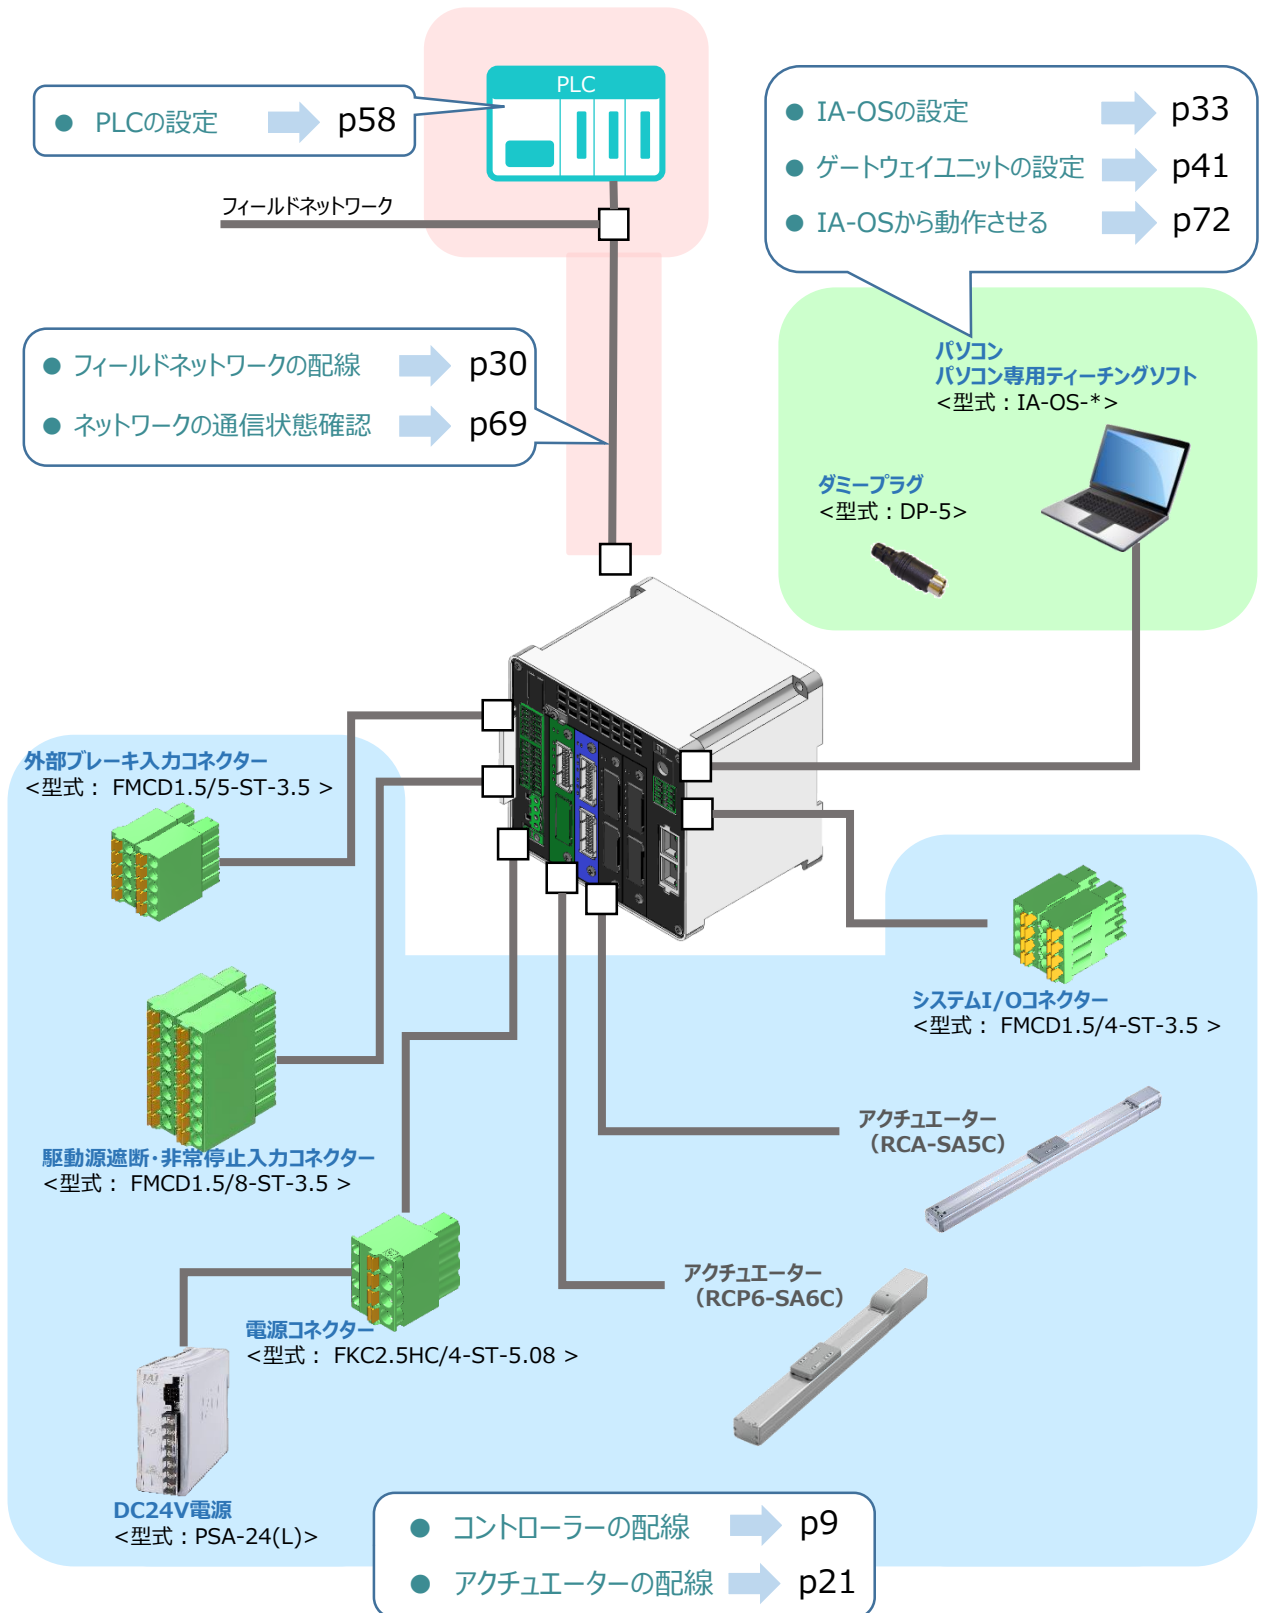 PLC
● PLCの設定 p58
● IA-OSの設定 p33
● ゲートウェイユニットの設定 p41
● IA-OSから動作させる p72
フィールドネットワーク
● フィールドネットワークの配線 p30
● ネットワークの通信状態確認 p69
パソコン
パソコン専用ティーチングソフト
<型式：IA-OS-*>
ダミープラグ
<型式：DP-5>
外部ブレーキ入力コネクター
<型式： FMCD1.5/5-ST-3.5 >
システムI/Oコネクター
<型式： FMCD1.5/4-ST-3.5 >
駆動源遮断・非常停止入力コネクター
<型式： FMCD1.5/8-ST-3.5 >
アクチュエーター
（RCA-SA5C）
アクチュエーター
（RCP6-SA6C）
電源コネクター
<型式： FKC2.5HC/4-ST-5.08 >
DC24V電源
<型式：PSA-24(L)>
● コントローラーの配線 p9
● アクチュエーターの配線 p21